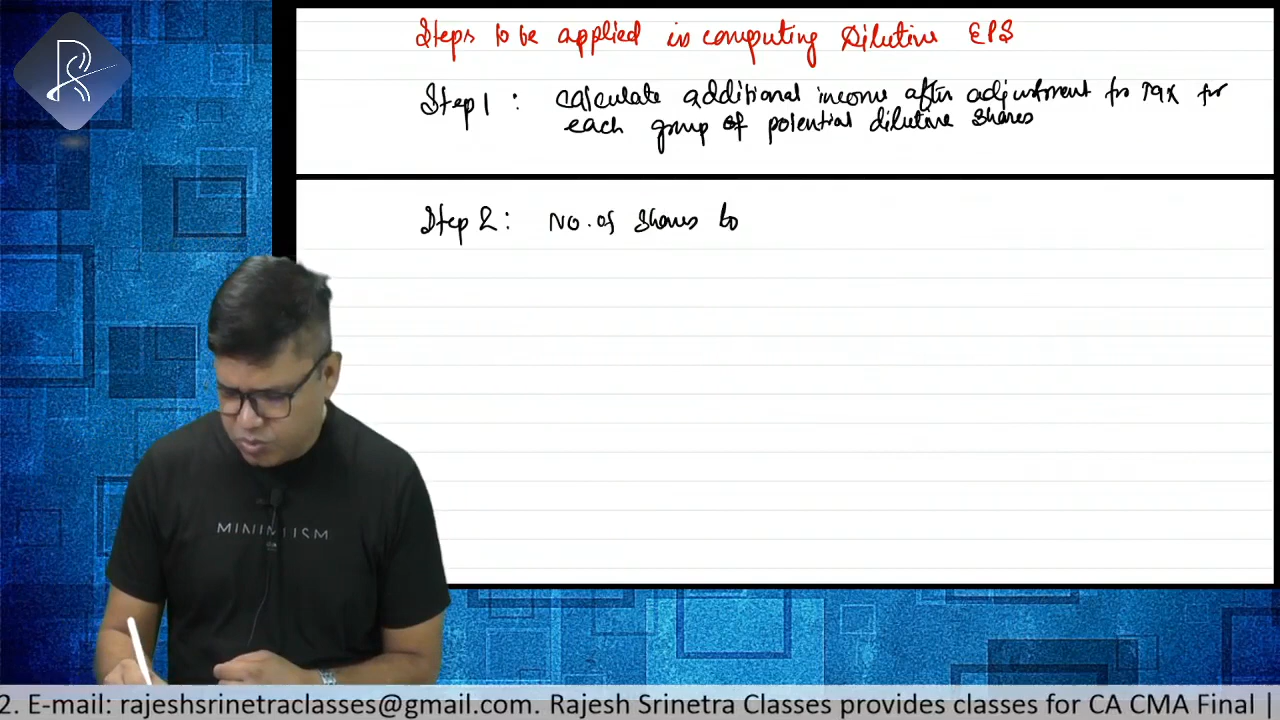 Steps to be applied in computing Dilutive EPS
Step 1 : calculate additional income after adjustment for Tax for
each group of potential dilutive shares
Step 2 : No. of shares to
MINIMLISM
2. E-mail: rajeshsrinetraclasses@gmail.com. Rajesh Srinetra Classes provides classes for CA CMA Final |